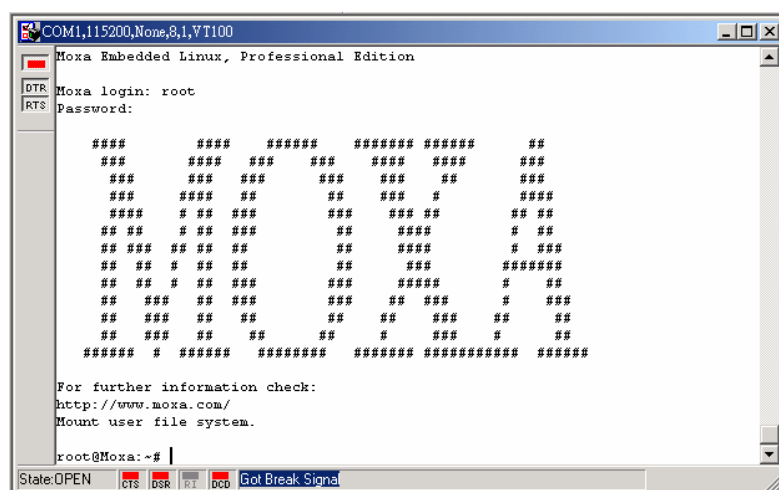 COM1,115200,None,8,1,VT100
Moxa Embedded Linux, Professional Edition
DTR
Moxa login: root
RTS
Password:
MOXA
For further information check:
http://www.moxa.com/
Mount user file system.
root@Moxa:~#
State:OPEN CTS DSR RI DCD Got Break Signal